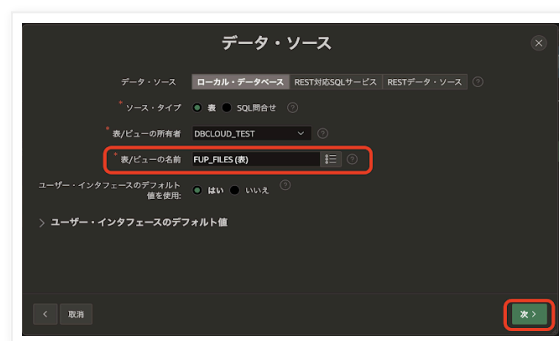 データ・ソース
データ・ソース ローカル・データベース REST対応SQLサービス RESTデータ・ソース
* ソース・タイプ 表 SQL問合せ
* 表/ビューの所有者 DBCLOUD_TEST
* 表/ビューの名前 FUP_FILES (表)
ユーザー・インタフェースのデフォルト
値を使用: はい いいえ
> ユーザー・インタフェースのデフォルト値
< 取消 次 >